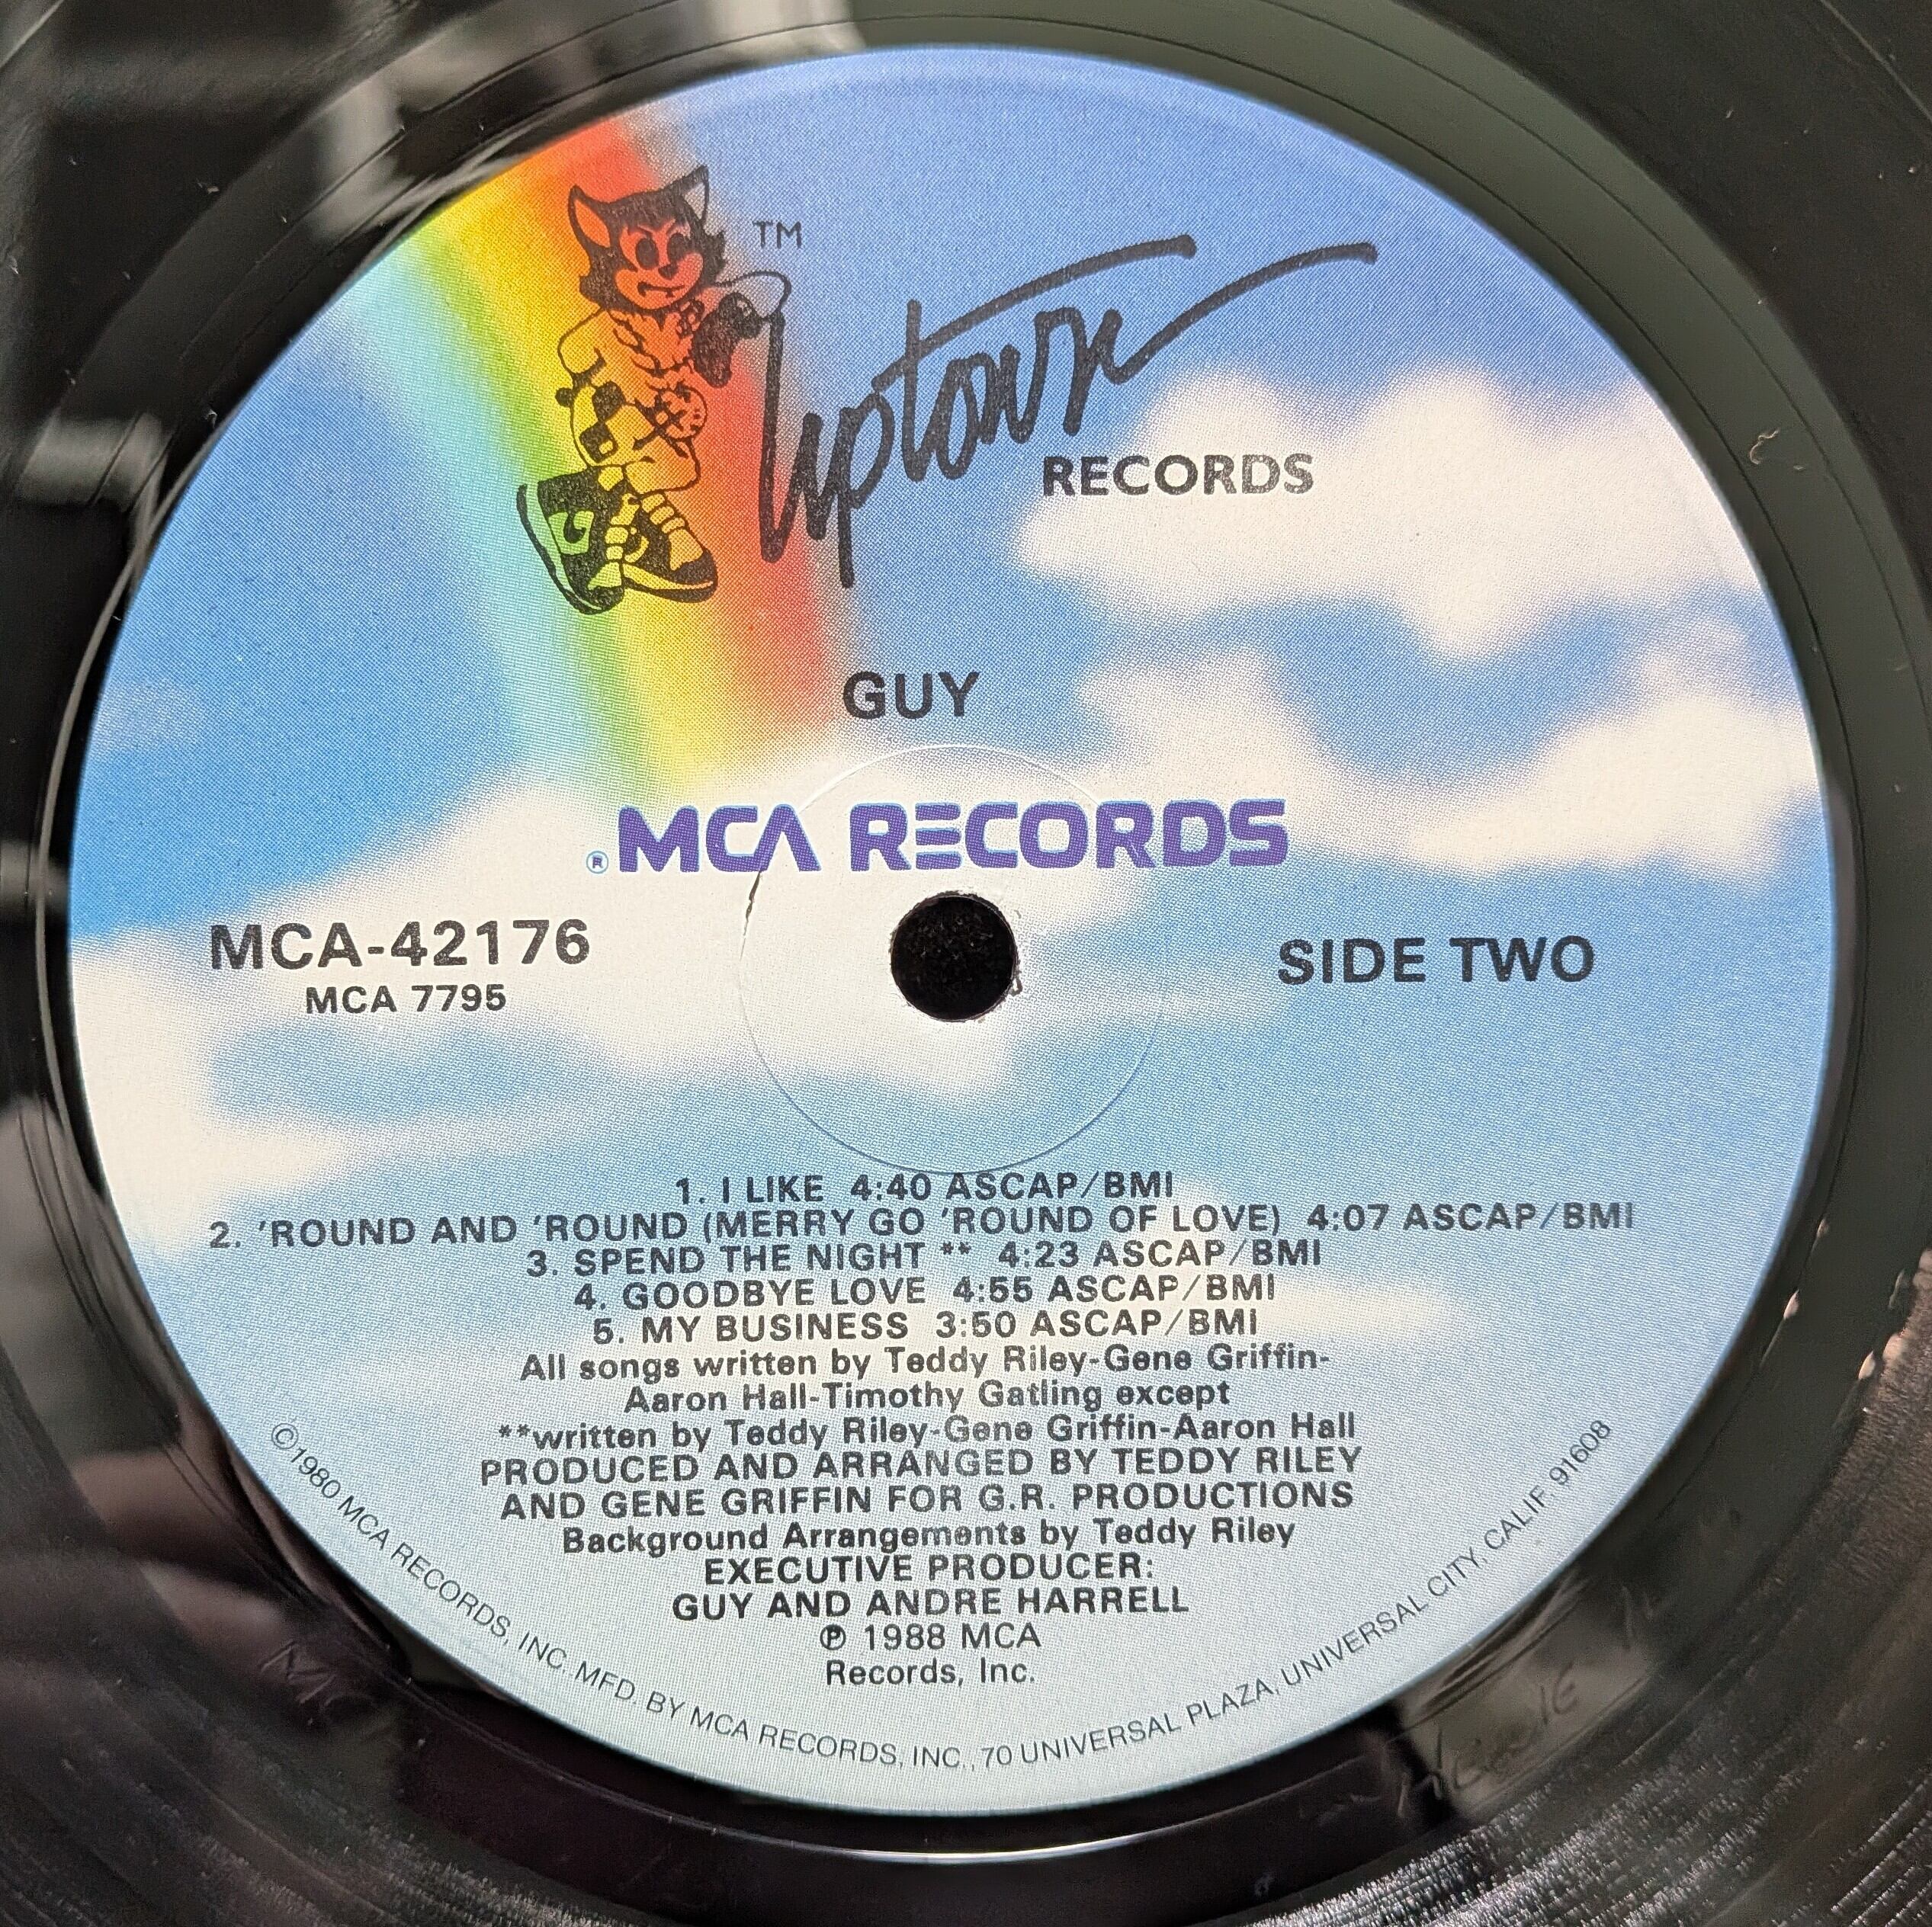 TM
Uptown
RECORDS
GUY
® MCA RECORDS
MCA-42176
MCA 7795
SIDE TWO
1. I LIKE 4:40 ASCAP/BMI
2. 'ROUND AND 'ROUND (MERRY GO 'ROUND OF LOVE) 4:07 ASCAP/BMI
3. SPEND THE NIGHT ** 4:23 ASCAP/BMI
4. GOODBYE LOVE 4:55 ASCAP/BMI
5. MY BUSINESS 3:50 ASCAP/BMI
All songs written by Teddy Riley-Gene Griffin-
Aaron Hall-Timothy Gatling except
**written by Teddy Riley-Gene Griffin-Aaron Hall
PRODUCED AND ARRANGED BY TEDDY RILEY
AND GENE GRIFFIN FOR G.R. PRODUCTIONS
Background Arrangements by Teddy Riley
EXECUTIVE PRODUCER:
GUY AND ANDRE HARRELL
℗ 1988 MCA
Records, Inc.
©1980 MCA RECORDS, INC. MFD. BY MCA RECORDS, INC., 70 UNIVERSAL PLAZA, UNIVERSAL CITY, CALIF. 91608